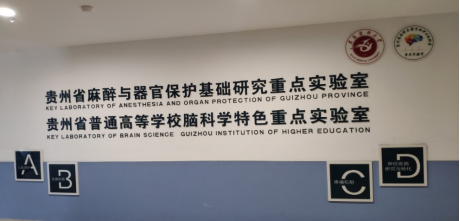 贵州省麻醉与器官保护基础研究重点实验室
KEY LABORATORY OF ANESTHESIA AND ORGAN PROTECTION OF GUIZHOU PROVINCE
贵州省普通高等学校脑科学特色重点实验室
KEY LABORATORY OF BRAIN SCIENCE GUIZHOU INSTITUTION OF HIGHER EDUCATION
A
B
C
D